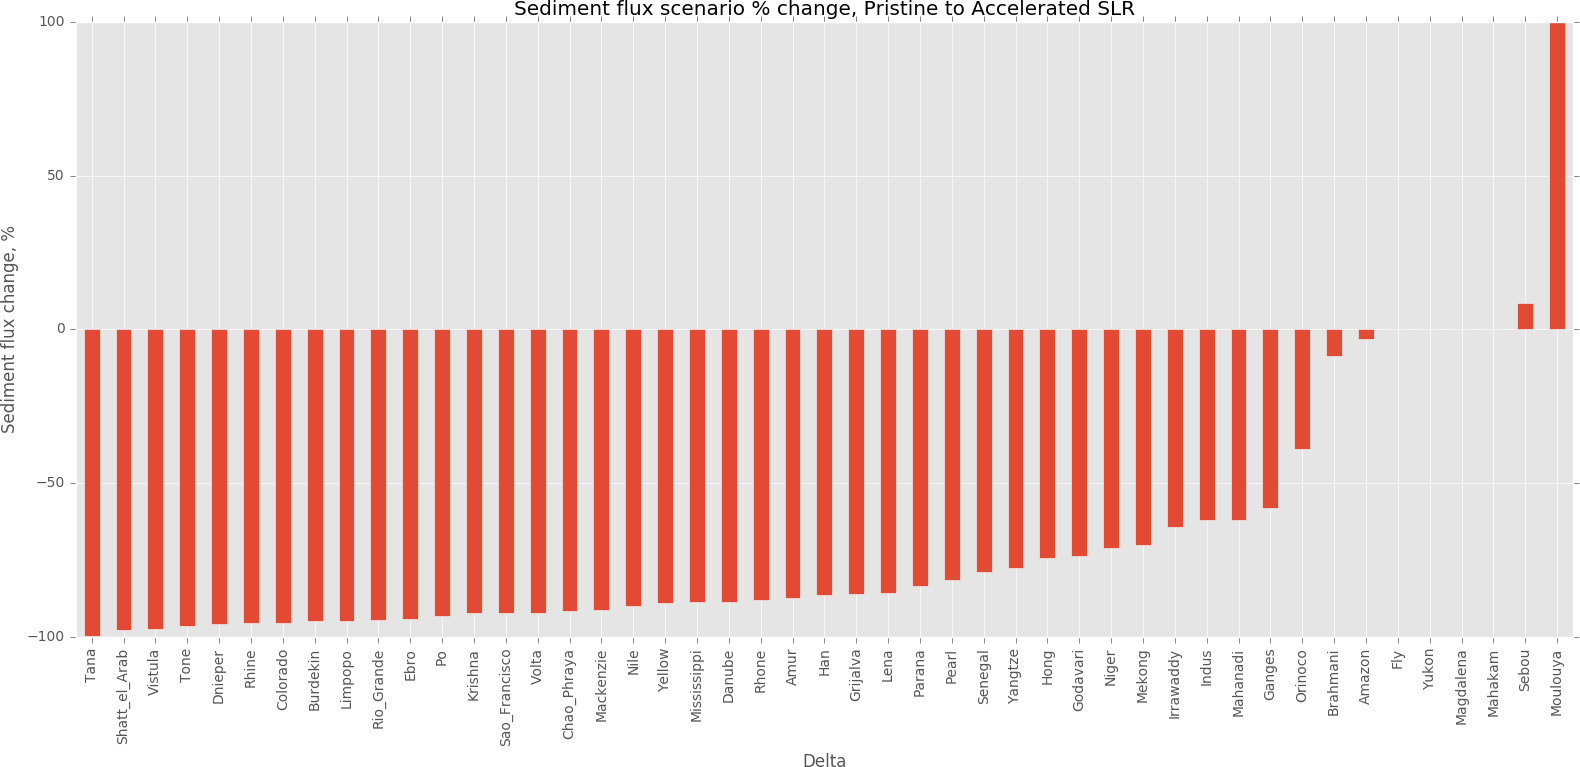 Sediment flux scenario % change, Pristine to Accelerated SLR
100
50
0
−50
−100
Sediment flux change, %
Tana
Shatt_el_Arab
Vistula
Tone
Dnieper
Rhine
Colorado
Burdekin
Limpopo
Rio_Grande
Ebro
Po
Krishna
Sao_Francisco
Volta
Chao_Phraya
Mackenzie
Nile
Yellow
Mississippi
Danube
Rhone
Amur
Han
Grijalva
Lena
Parana
Pearl
Senegal
Yangtze
Hong
Godavari
Niger
Mekong
Irrawaddy
Indus
Mahanadi
Ganges
Orinoco
Brahmani
Amazon
Fly
Yukon
Magdalena
Mahakam
Sebou
Moulouya
Delta